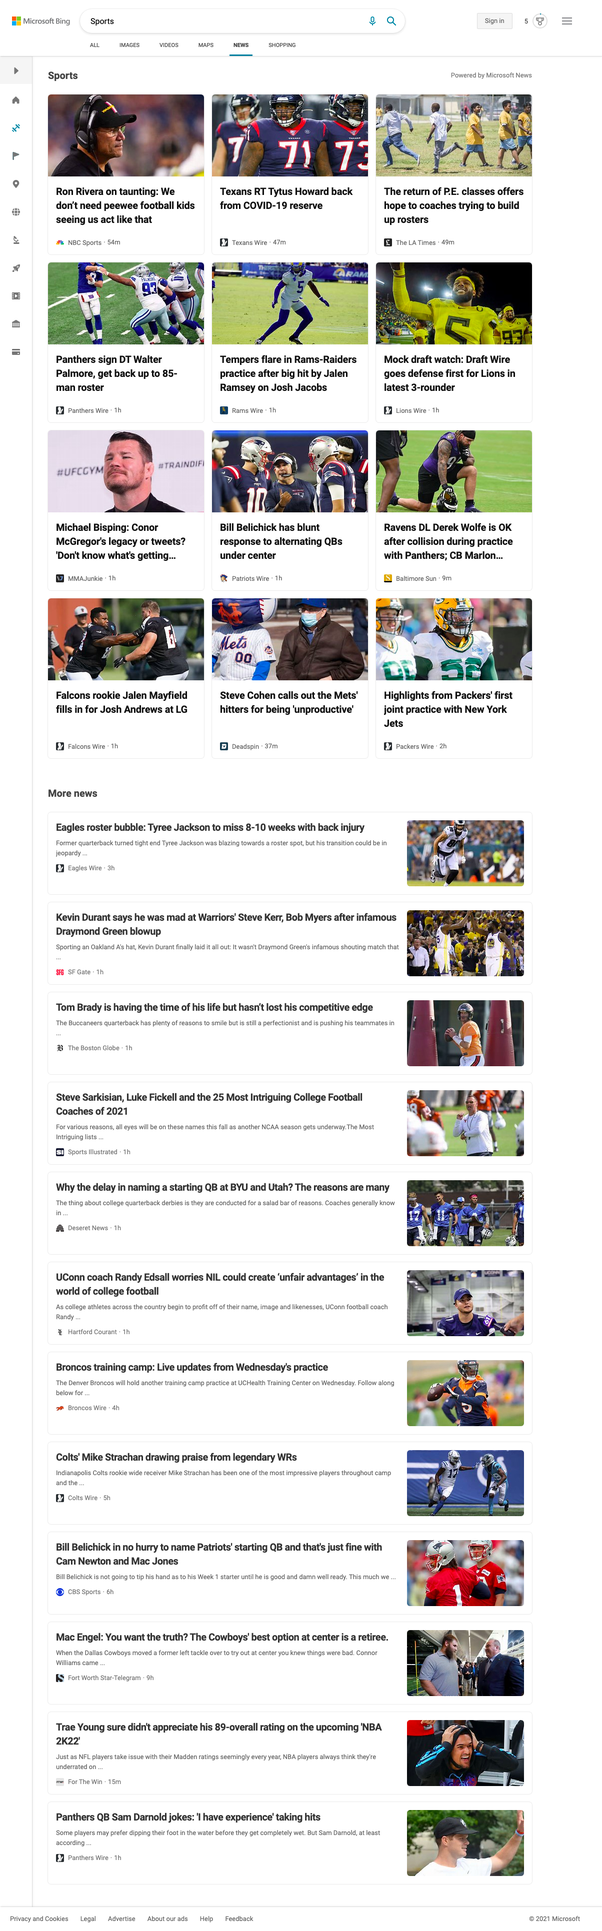 Microsoft Bing
Sports
Sign in
5
ALL IMAGES VIDEOS MAPS NEWS SHOPPING
Sports
Powered by Microsoft News
Ron Rivera on taunting: We
don't need peewee football kids
seeing us act like that
NBC Sports · 54m
Texans RT Tytus Howard back
from COVID-19 reserve
Texans Wire · 47m
The return of P.E. classes offers
hope to coaches trying to build
up rosters
The LA Times · 49m
Panthers sign DT Walter
Palmore, get back up to 85-
man roster
Panthers Wire · 1h
Tempers flare in Rams-Raiders
practice after big hit by Jalen
Ramsey on Josh Jacobs
Rams Wire · 1h
Mock draft watch: Draft Wire
goes defense first for Lions in
latest 3-rounder
Lions Wire · 1h
#UFCGYM
#TRAINDIF
Michael Bisping: Conor
McGregor's legacy or tweets?
'Don't know what's getting...
MMAJunkie · 1h
Bill Belichick has blunt
response to alternating QBs
under center
Patriots Wire · 1h
Ravens DL Derek Wolfe is OK
after collision during practice
with Panthers; CB Marlon...
Baltimore Sun · 9m
Falcons rookie Jalen Mayfield
fills in for Josh Andrews at LG
Falcons Wire · 1h
Mets
00
Steve Cohen calls out the Mets'
hitters for being 'unproductive'
Deadspin · 37m
Highlights from Packers' first
joint practice with New York
Jets
Packers Wire · 2h
More news
Eagles roster bubble: Tyree Jackson to miss 8-10 weeks with back injury
Former quarterback turned tight end Tyree Jackson was blazing towards a roster spot, but his transition could be in
jeopardy ...
Eagles Wire · 3h
Kevin Durant says he was mad at Warriors' Steve Kerr, Bob Myers after infamous
Draymond Green blowup
Sporting an Oakland A's hat, Kevin Durant finally laid it all out: It wasn't Draymond Green's infamous shouting match that
...
SF Gate · 1h
Tom Brady is having the time of his life but hasn't lost his competitive edge
The Buccaneers quarterback has plenty of reasons to smile but is still a perfectionist and is pushing his teammates in
...
The Boston Globe · 1h
Steve Sarkisian, Luke Fickell and the 25 Most Intriguing College Football
Coaches of 2021
For various reasons, all eyes will be on these names this fall as another NCAA season gets underway.The Most
Intriguing lists ...
Sports Illustrated · 1h
Why the delay in naming a starting QB at BYU and Utah? The reasons are many
The thing about college quarterback derbies is they are conducted for a salad bar of reasons. Coaches generally know
in ...
Deseret News · 1h
UConn coach Randy Edsall worries NIL could create 'unfair advantages' in the
world of college football
As college athletes across the country begin to profit off of their name, image and likenesses, UConn football coach
Randy ...
Hartford Courant · 1h
Broncos training camp: Live updates from Wednesday's practice
The Denver Broncos will hold another training camp practice at UCHealth Training Center on Wednesday. Follow along
below for ...
Broncos Wire · 4h
Colts' Mike Strachan drawing praise from legendary WRs
Indianapolis Colts rookie wide receiver Mike Strachan has been one of the most impressive players throughout camp
and the ...
Colts Wire · 5h
Bill Belichick in no hurry to name Patriots' starting QB and that's just fine with
Cam Newton and Mac Jones
Bill Belichick is not going to tip his hand as to his Week 1 starter until he is good and damn well ready. This much we ...
CBS Sports · 6h
Mac Engel: You want the truth? The Cowboys' best option at center is a retiree.
When the Dallas Cowboys moved a former left tackle over to try out at center you knew things were bad. Connor
Williams came ...
Fort Worth Star-Telegram · 9h
Trae Young sure didn't appreciate his 89-overall rating on the upcoming 'NBA
2K22'
Just as NFL players take issue with their Madden ratings seemingly every year, NBA players always think they're
underrated on ...
For The Win · 15m
Panthers QB Sam Darnold jokes: 'I have experience' taking hits
Some players may prefer dipping their foot in the water before they get completely wet. But Sam Darnold, at least
according ...
Panthers Wire · 1h
Privacy and Cookies Legal Advertise About our ads Help Feedback
© 2021 Microsoft